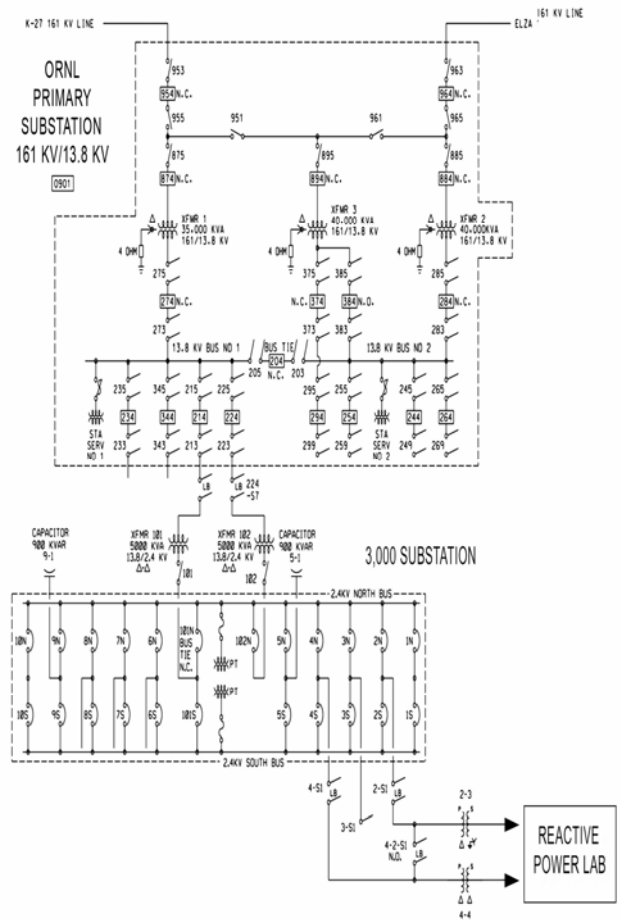 K-27 161 KV LINE
161 KV LINE
ELZA
ORNL
PRIMARY
SUBSTATION
161 KV/13.8 KV
0901
953
963
954 N.C.
964 N.C.
955
951
961
965
875
895
885
874 N.C.
894 N.C.
884 N.C.
XFMR 1
35.000 KVA
161/13.8 KV
XFMR 3
40.000 KVA
161/13.8 KV
XFMR 2
40.000KVA
161/13.8 KV
Δ
Δ
4 OHM
4 OHM
275
375
385
285
274 N.C.
N.C. 374
384 N.O.
284 N.C.
273
373
383
283
13.8 KV BUS NO 1
BUS TIE
13.8 KV BUS NO 2
204
205
N.C.
203
235
345
215
225
295
255
245
265
234
344
214
224
294
254
244
264
STA
SERV
NO 1
233
343
213
223
299
259
STA
SERV
NO 2
249
269
LB
LB
224
-S7
CAPACITOR
900 KVAR
9-1
XFMR 101
5000 KVA
13.8/2.4 KV
Δ-Δ
XFMR 102
5000 KVA
13.8/2.4 KV
Δ-Δ
CAPACITOR
900 KVAR
5-1
3,000 SUBSTATION
101
102
2.4KV NORTH BUS
10N
9N
8N
7N
6N
101N
BUS
TIE
N.C.
102N
5N
4N
3N
2N
1N
PT
PT
10S
9S
8S
7S
6S
101S
5S
4S
3S
2S
1S
2.4KV SOUTH BUS
4-S1
LB
2-S1
LB
3-S1
2-3
P S
4-2-S1
N.O.
LB
P S
Δ Δ
4-4
REACTIVE
POWER LAB